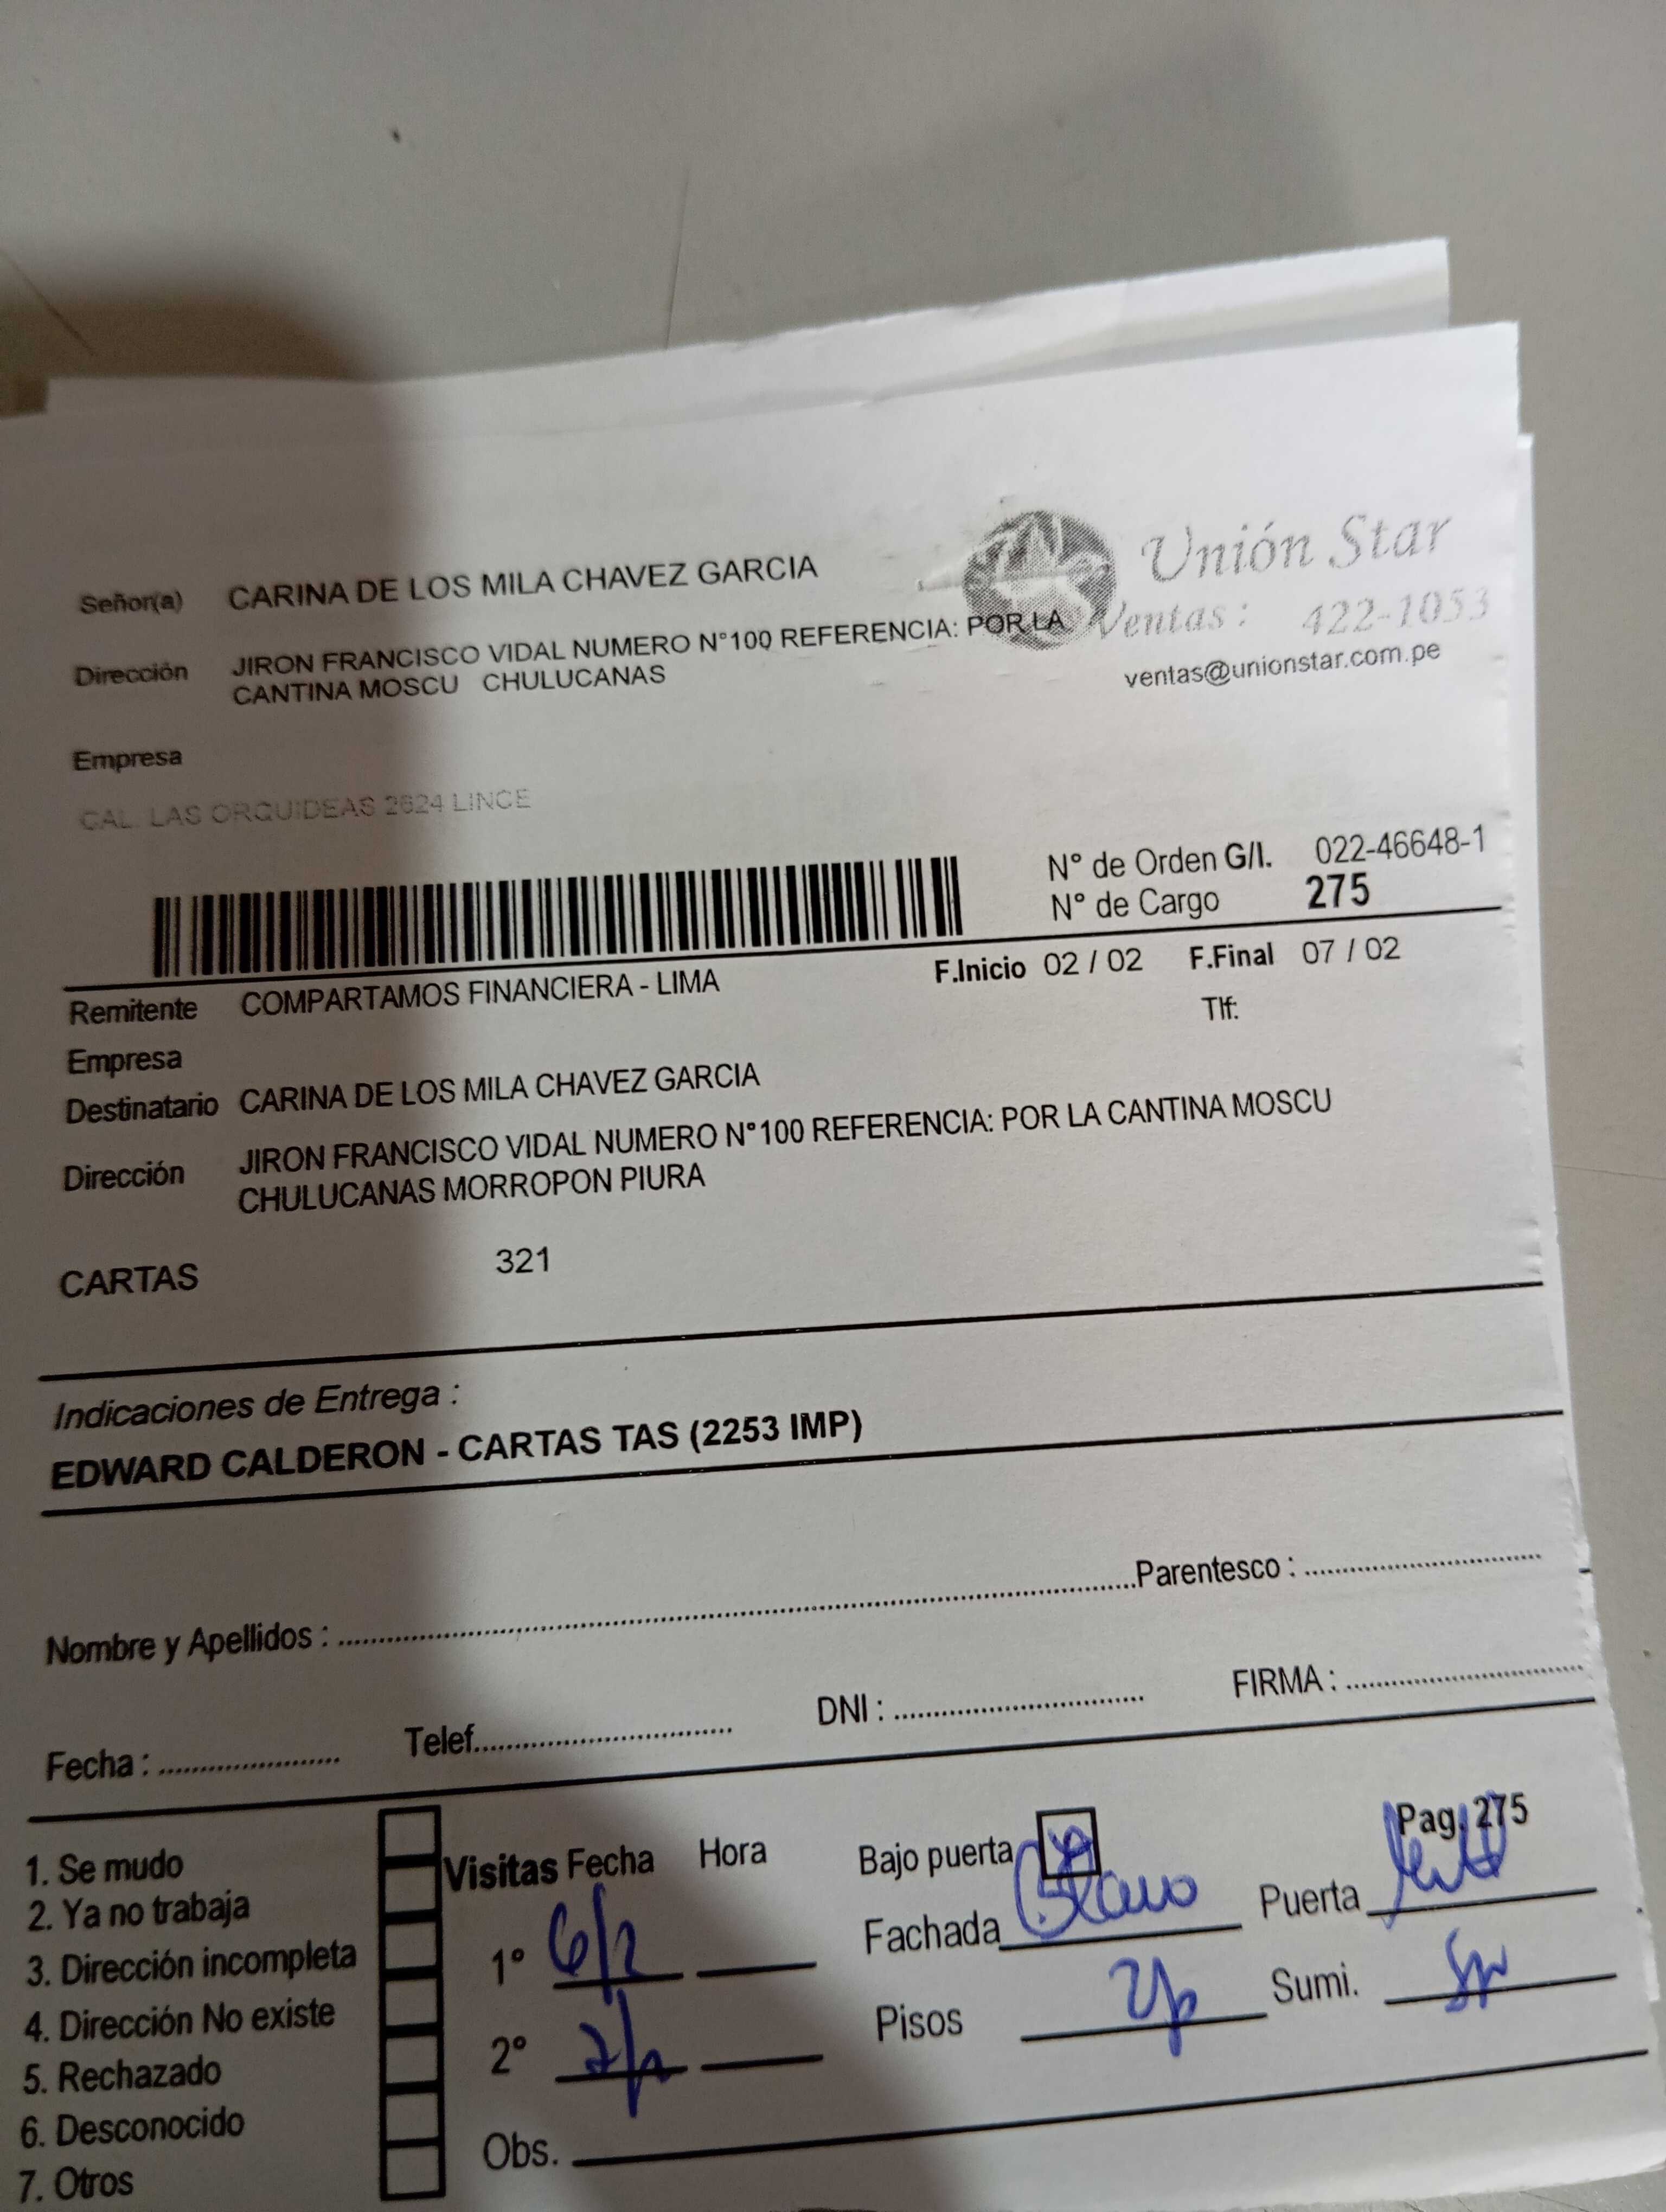 Unión Star
Señor(a) CARINA DE LOS MILA CHAVEZ GARCIA
Ventas : 422-1053
Dirección JIRON FRANCISCO VIDAL NUMERO N°100 REFERENCIA: POR LA
CANTINA MOSCU CHULUCANAS
ventas@unionstar.com.pe
Empresa
CAL. LAS ORQUIDEAS 2624 LINCE
N° de Orden G/I. 022-46648-1
N° de Cargo 275
F.Inicio 02 / 02 F.Final 07 / 02
Remitente COMPARTAMOS FINANCIERA - LIMA
Tlf:
Empresa
Destinatario CARINA DE LOS MILA CHAVEZ GARCIA
Dirección JIRON FRANCISCO VIDAL NUMERO N°100 REFERENCIA: POR LA CANTINA MOSCU
CHULUCANAS MORROPON PIURA
CARTAS 321
Indicaciones de Entrega :
EDWARD CALDERON - CARTAS TAS (2253 IMP)
Nombre y Apellidos : Parentesco :
Fecha : Telef. DNI : FIRMA :
Pag. 275
1. Se mudo
2. Ya no trabaja
3. Dirección incompleta
4. Dirección No existe
5. Rechazado
6. Desconocido
7. Otros
Visitas Fecha Hora
1° 6/2
2°
Obs.
Bajo puerta
Fachada Blanco Puerta
Pisos 2p Sumi.